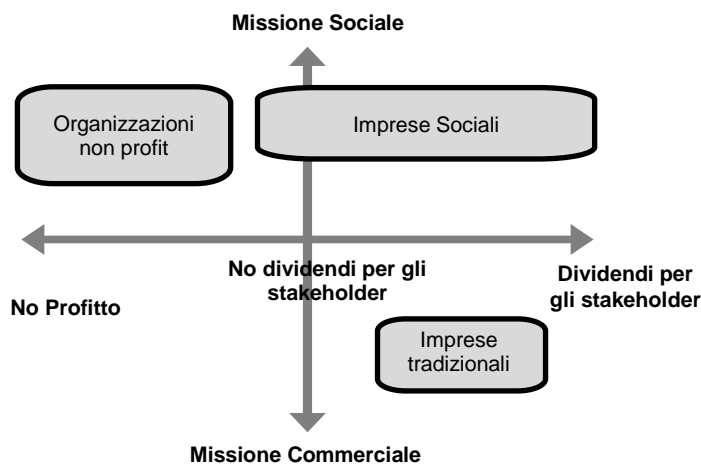 Missione Sociale
Organizzazioni
non profit
Imprese Sociali
No dividendi per gli
stakeholder
Dividendi per
gli stakeholder
No Profitto
Imprese
tradizionali
Missione Commerciale